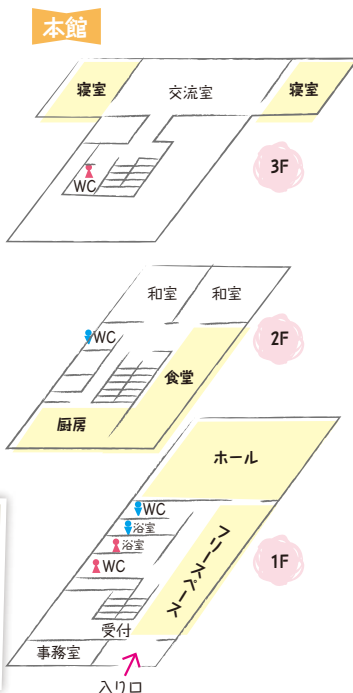 本館
寝室
交流室
寝室
WC
3F
和室
和室
WC
2F
食堂
厨房
ホール
WC
浴室
浴室
WC
フリースペース
1F
受付
事務室
入り口